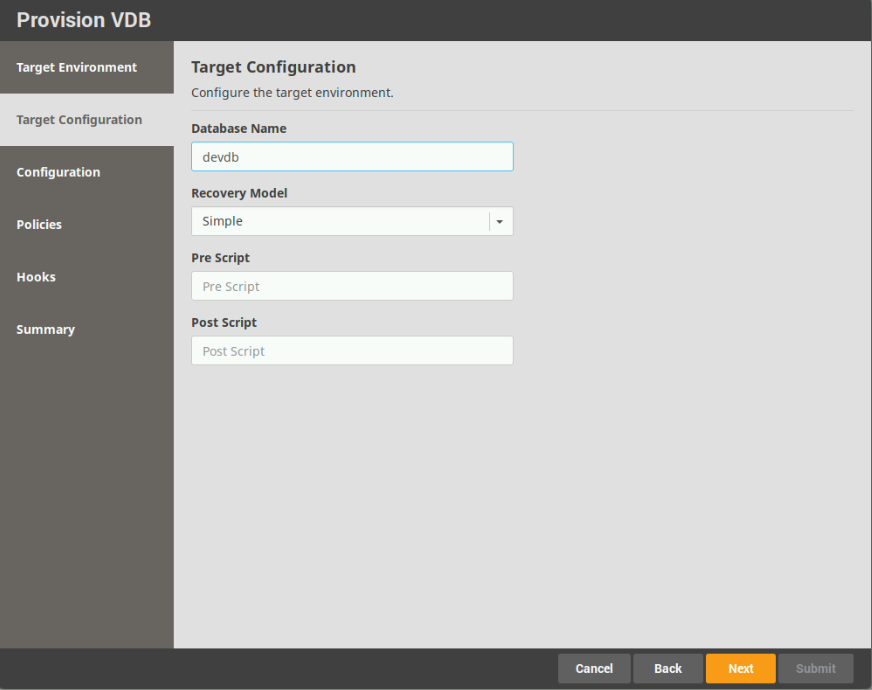 Provision VDB
Target Environment
Target Configuration
Configuration
Policies
Hooks
Summary
Target Configuration
Configure the target environment.
Database Name
devdb
Recovery Model
Simple
Pre Script
Pre Script
Post Script
Post Script
Cancel
Back
Next
Submit